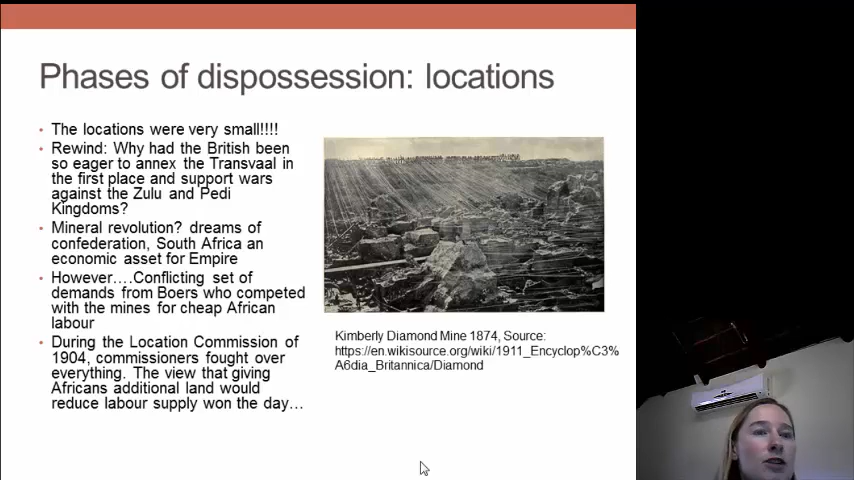 Phases of dispossession: locations
• The locations were very small!!!!
• Rewind: Why had the British been
so eager to annex the Transvaal in
the first place and support wars
against the Zulu and Pedi
Kingdoms?
• Mineral revolution? dreams of
confederation, South Africa an
economic asset for Empire
• However….Conflicting set of
demands from Boers who competed
with the mines for cheap African
labour
• During the Location Commission of
1904, commissioners fought over
everything. The view that giving
Africans additional land would
reduce labour supply won the day…
Kimberly Diamond Mine 1874, Source:
https://en.wikisource.org/wiki/1911_Encyclop%C3%
A6dia_Britannica/Diamond